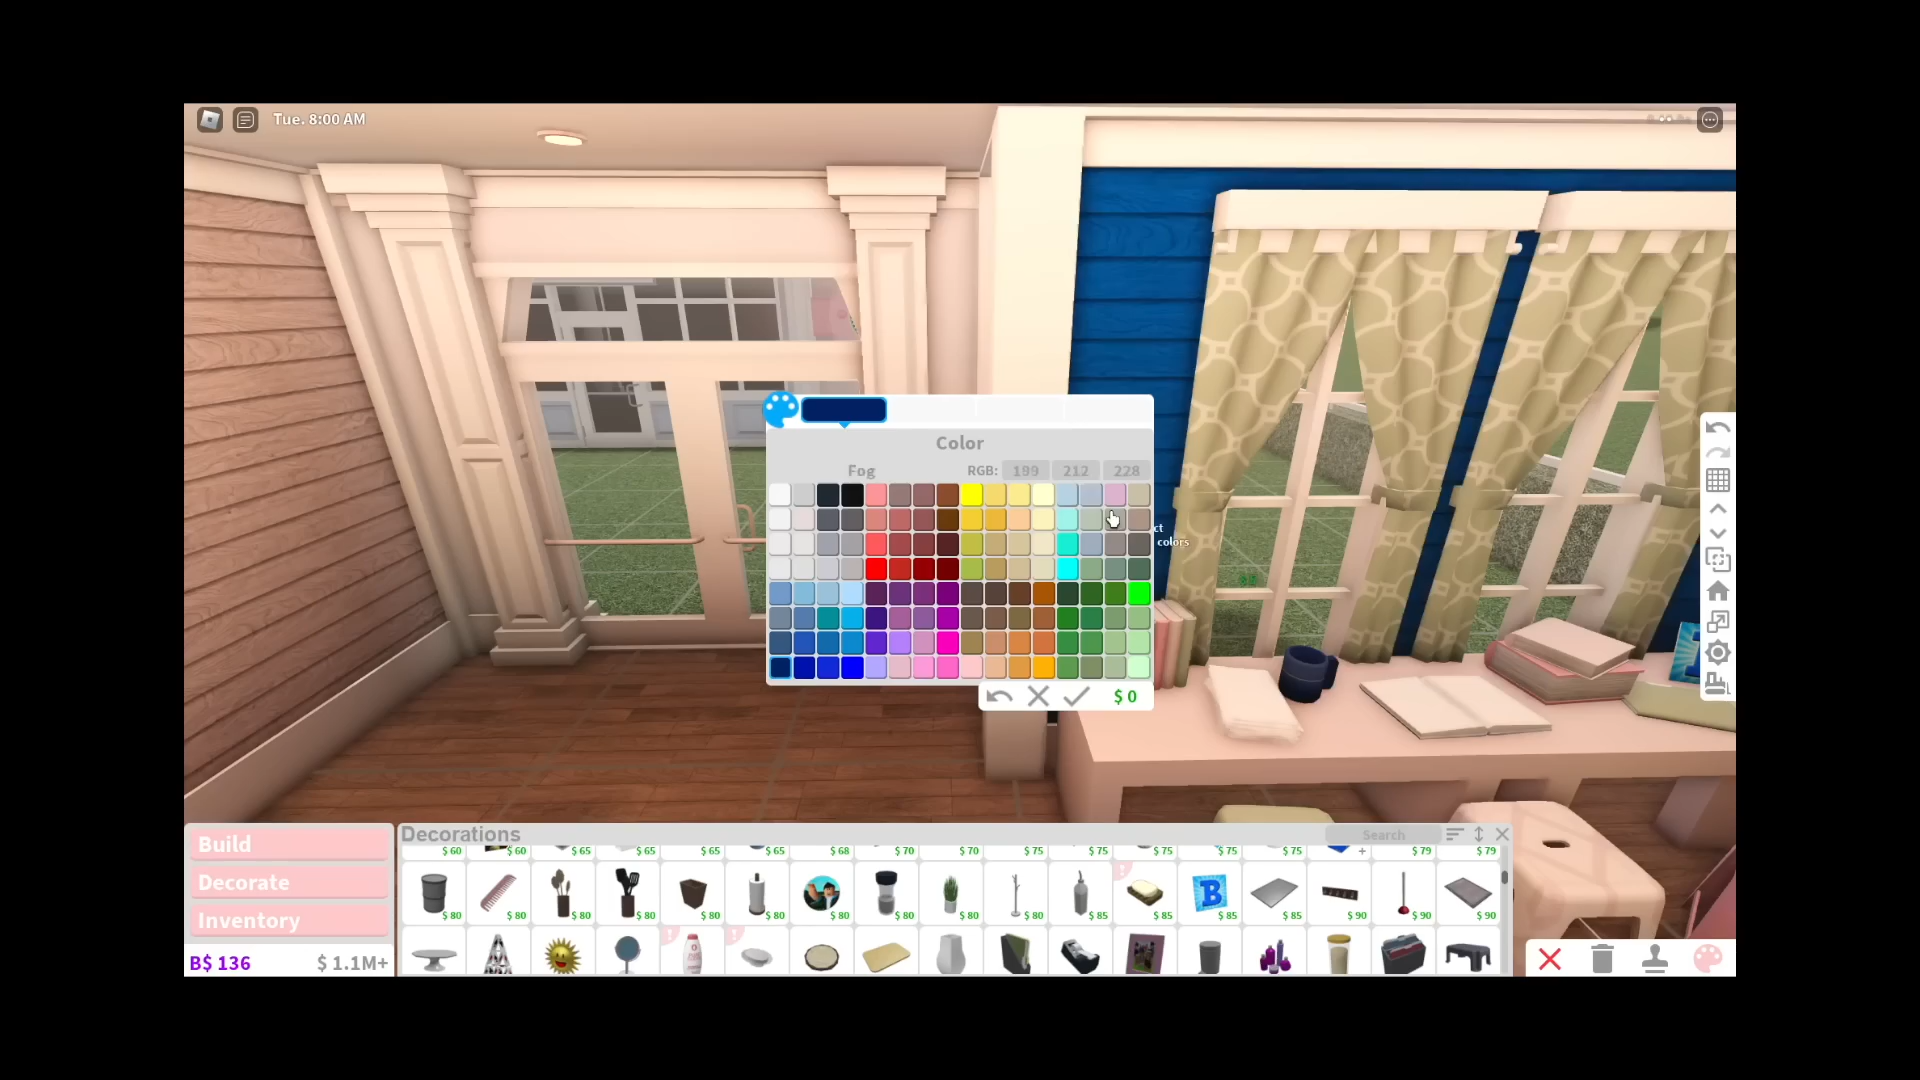 Tue. 8:00 AM
Color
Fog RGB: 199 212 228
ct
colors
$ 0
Build
Decorate
Inventory
B$ 136 $ 1.1M+
Decorations Search
$ 60 $ 60 $ 65 $ 65 $ 65 $ 65 $ 68 $ 70 $ 70 $ 75 $ 75 $ 75 $ 75 $ 75 + $ 79 $ 79
$ 80 $ 80 $ 80 $ 80 $ 80 $ 80 $ 80 $ 80 $ 80 $ 80 $ 85 ! $ 85 B $ 85 $ 85 $ 90 $ 90 $ 90
! !